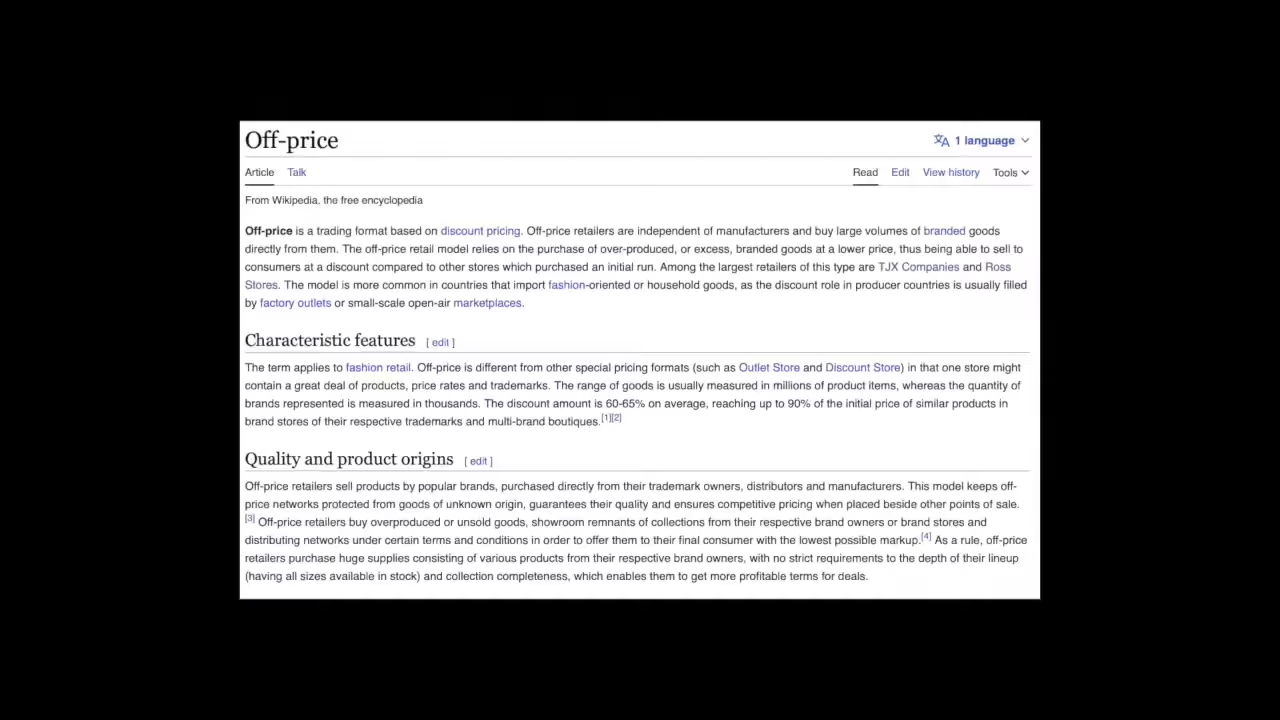 Off-price
1 language
Article Talk Read Edit View history Tools
From Wikipedia, the free encyclopedia
Off-price is a trading format based on discount pricing. Off-price retailers are independent of manufacturers and buy large volumes of branded goods
directly from them. The off-price retail model relies on the purchase of over-produced, or excess, branded goods at a lower price, thus being able to sell to
consumers at a discount compared to other stores which purchased an initial run. Among the largest retailers of this type are TJX Companies and Ross
Stores. The model is more common in countries that import fashion-oriented or household goods, as the discount role in producer countries is usually filled
by factory outlets or small-scale open-air marketplaces.
Characteristic features [ edit ]
The term applies to fashion retail. Off-price is different from other special pricing formats (such as Outlet Store and Discount Store) in that one store might
contain a great deal of products, price rates and trademarks. The range of goods is usually measured in millions of product items, whereas the quantity of
brands represented is measured in thousands. The discount amount is 60-65% on average, reaching up to 90% of the initial price of similar products in
brand stores of their respective trademarks and multi-brand boutiques.[1][2]
Quality and product origins [ edit ]
Off-price retailers sell products by popular brands, purchased directly from their trademark owners, distributors and manufacturers. This model keeps off-
price networks protected from goods of unknown origin, guarantees their quality and ensures competitive pricing when placed beside other points of sale.
[3] Off-price retailers buy overproduced or unsold goods, showroom remnants of collections from their respective brand owners or brand stores and
distributing networks under certain terms and conditions in order to offer them to their final consumer with the lowest possible markup.[4] As a rule, off-price
retailers purchase huge supplies consisting of various products from their respective brand owners, with no strict requirements to the depth of their lineup
(having all sizes available in stock) and collection completeness, which enables them to get more profitable terms for deals.